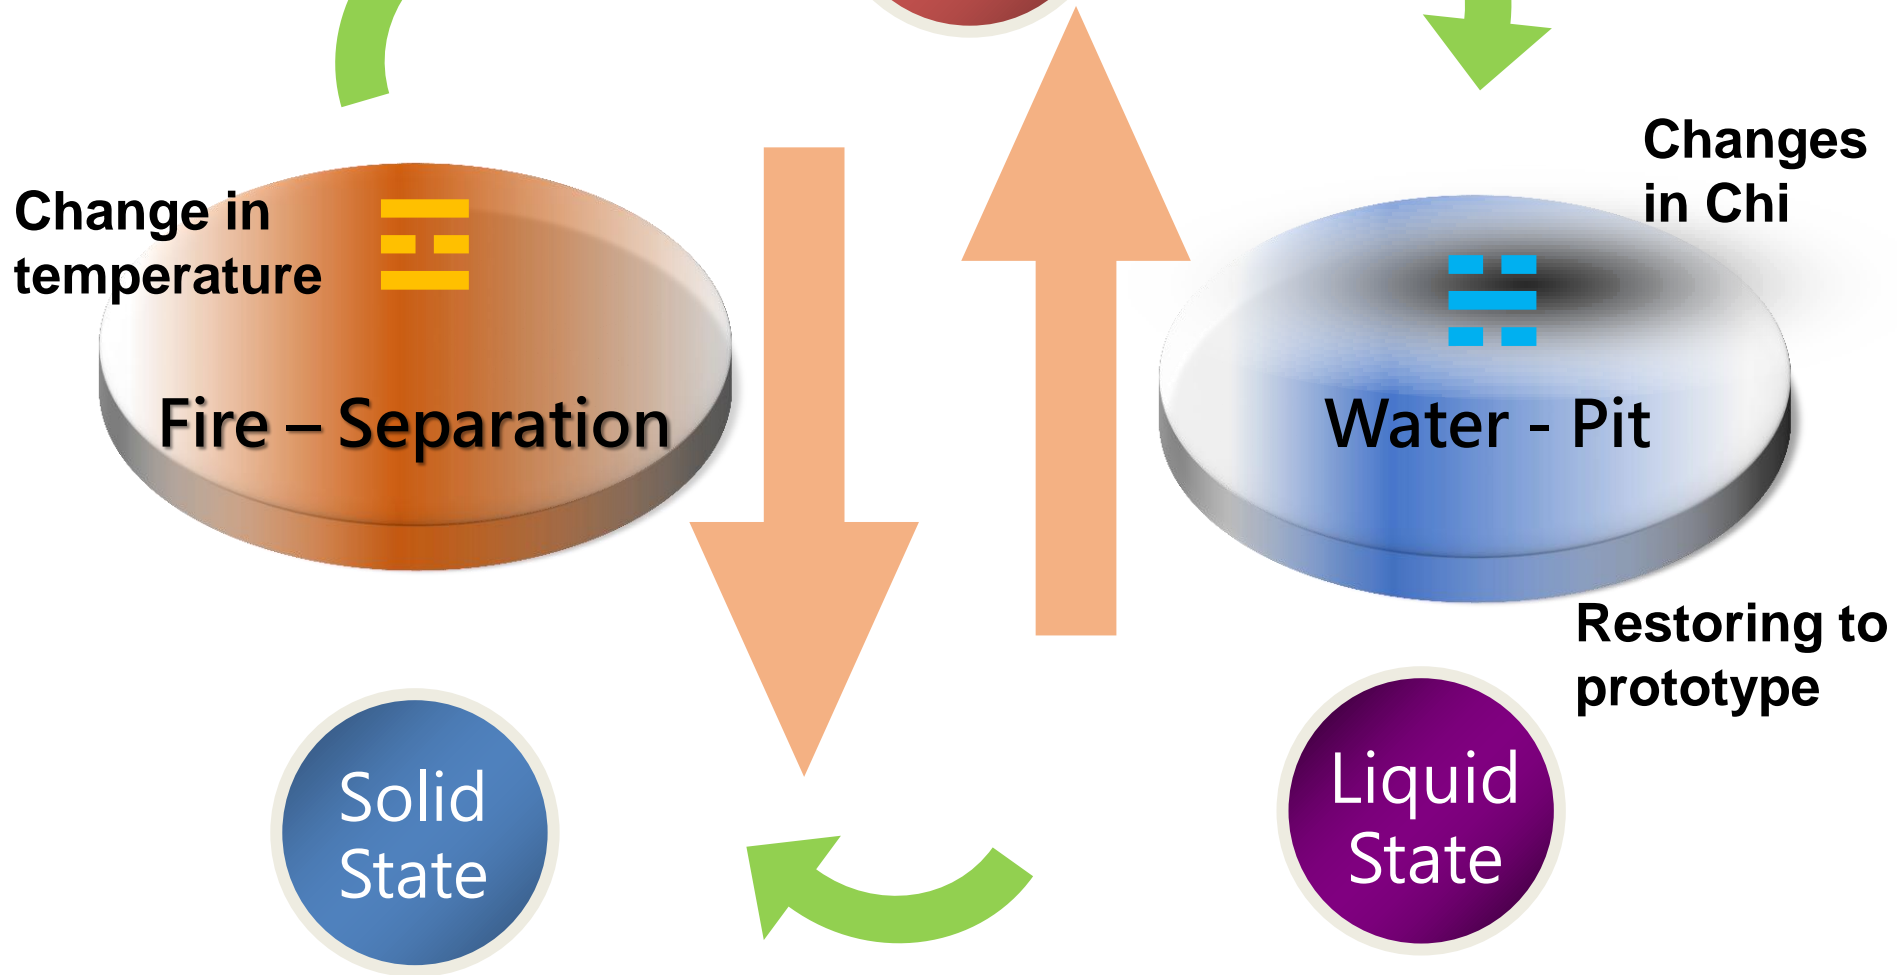 Change in
temperature
Changes
in Chi
Fire – Separation
Water - Pit
Restoring to
prototype
Solid
State
Liquid
State